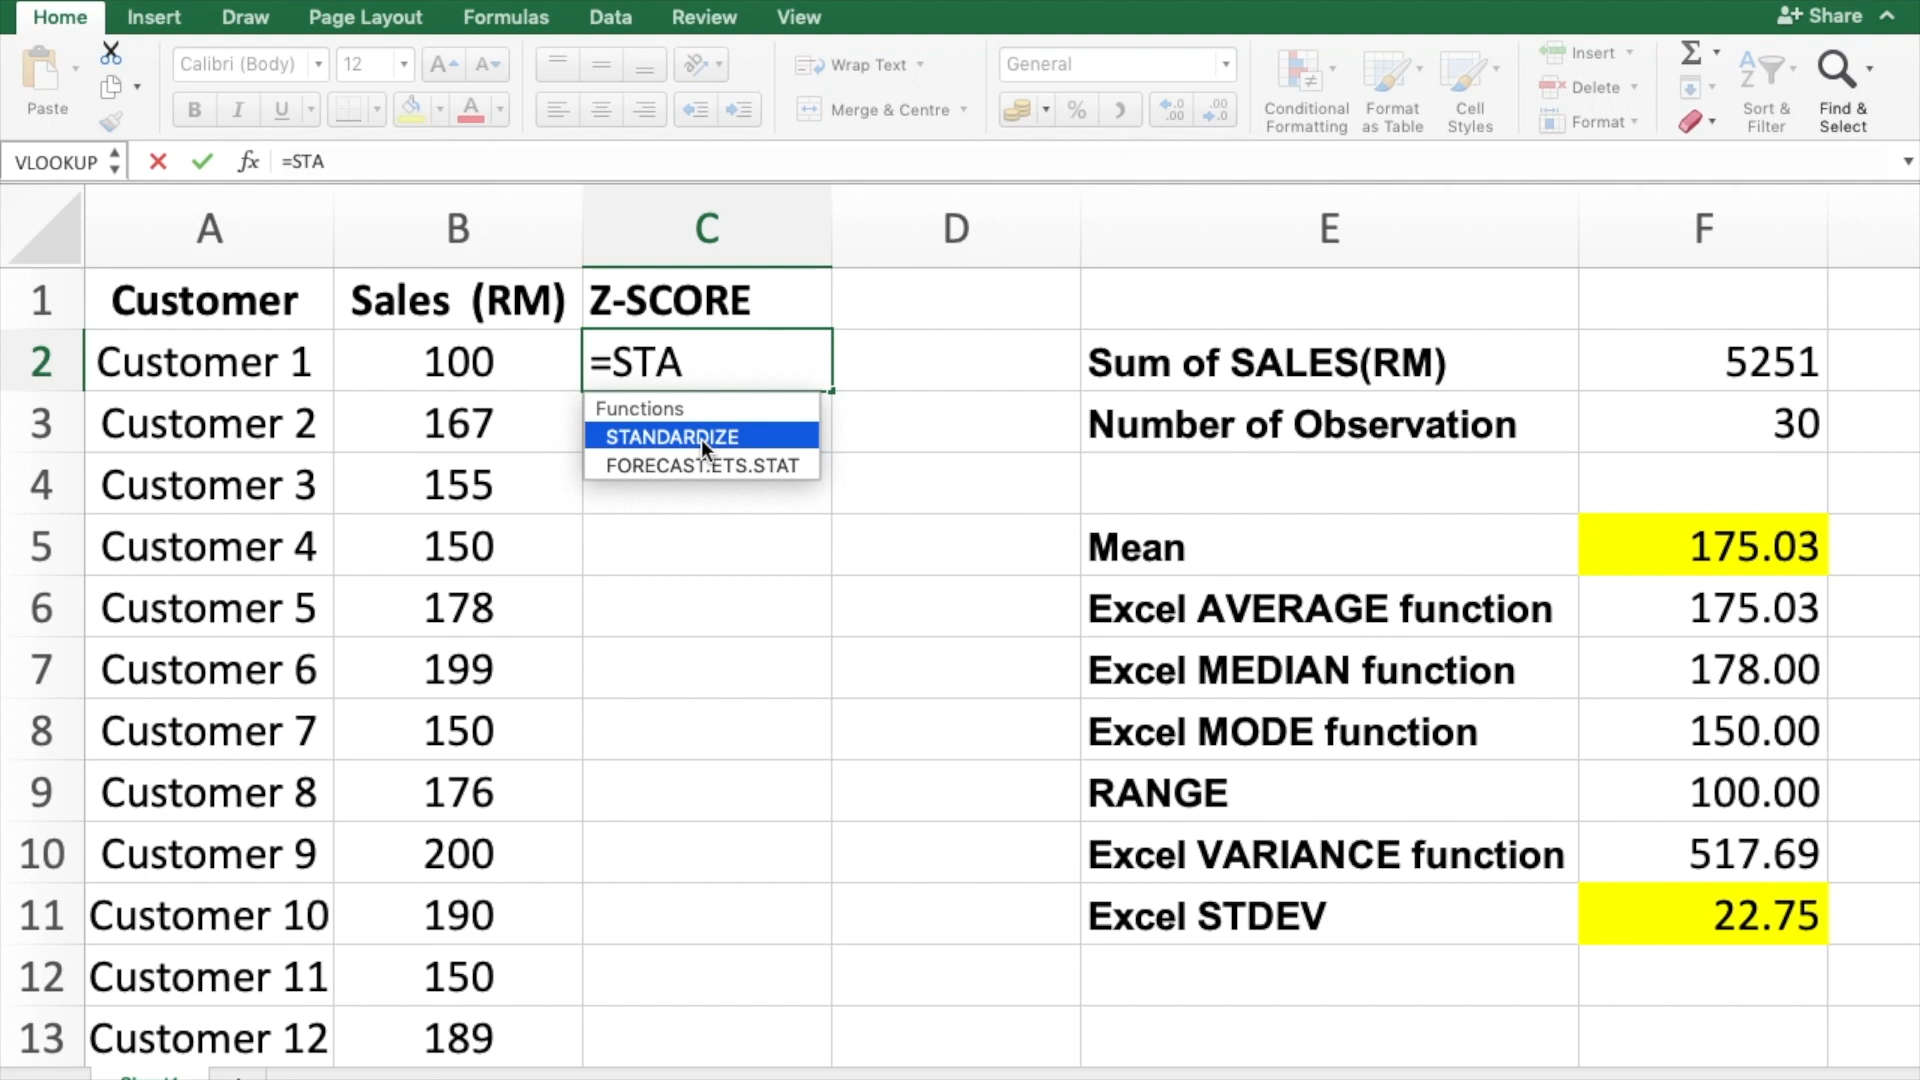 Home Insert Draw Page Layout Formulas Data Review View Share
Calibri (Body) 12 A A Wrap Text General Insert
Paste B I U A Merge & Centre % Conditional Formatting Format as Table Cell Styles Delete Format Sort & Filter Find & Select
VLOOKUP fx =STA
A B C D E F
1 Customer Sales (RM) Z-SCORE
2 Customer 1 100 =STA Sum of SALES(RM) 5251
Functions
STANDARDIZE
FORECAST.ETS.STAT
3 Customer 2 167 Number of Observation 30
4 Customer 3 155
5 Customer 4 150 Mean 175.03
6 Customer 5 178 Excel AVERAGE function 175.03
7 Customer 6 199 Excel MEDIAN function 178.00
8 Customer 7 150 Excel MODE function 150.00
9 Customer 8 176 RANGE 100.00
10 Customer 9 200 Excel VARIANCE function 517.69
11 Customer 10 190 Excel STDEV 22.75
12 Customer 11 150
13 Customer 12 189